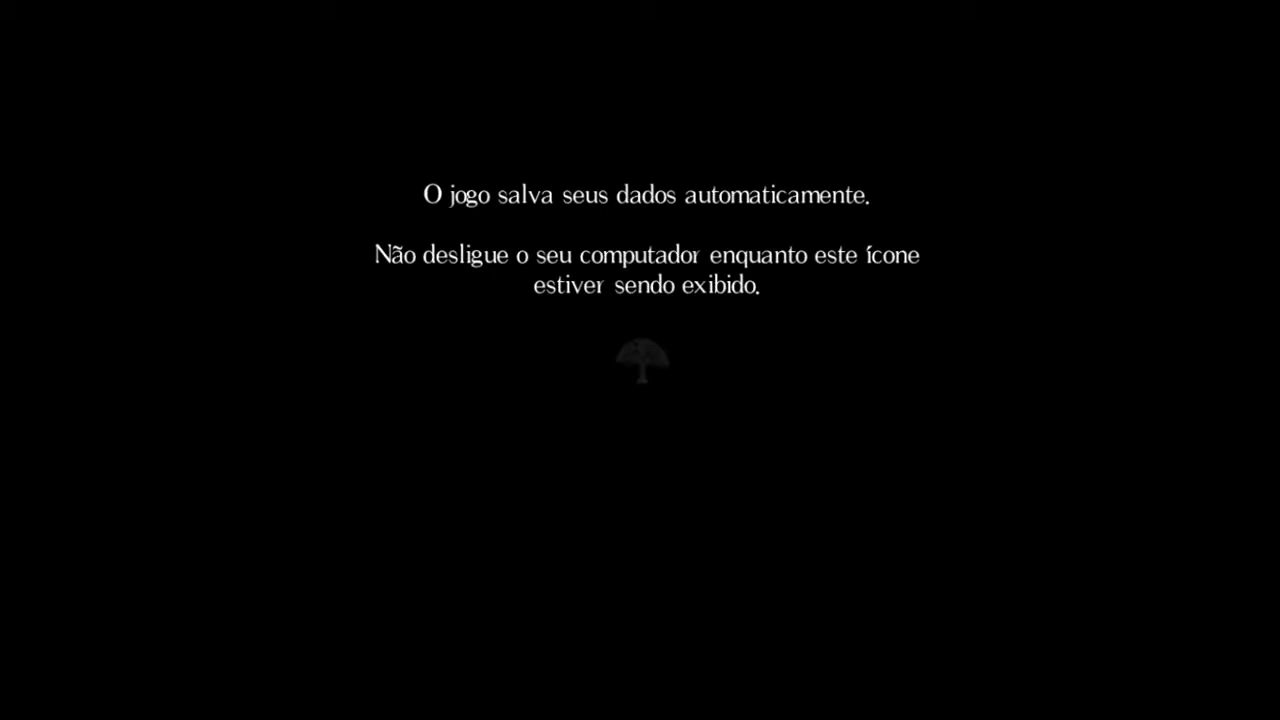 O jogo salva seus dados automaticamente.
Não desligue o seu computador enquanto este ícone
estiver sendo exibido.